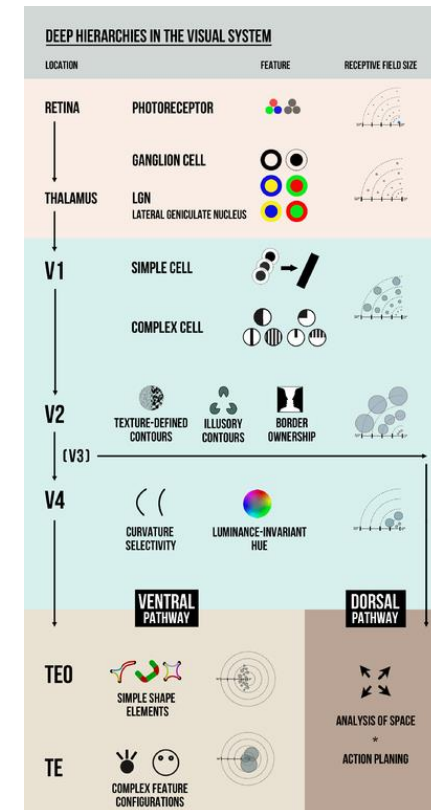 DEEP HIERARCHIES IN THE VISUAL SYSTEM
LOCATION FEATURE RECEPTIVE FIELD SIZE
RETINA PHOTORECEPTOR
GANGLION CELL
THALAMUS LGN
LATERAL GENICULATE NUCLEUS
V1 SIMPLE CELL
COMPLEX CELL
V2
TEXTURE-DEFINED CONTOURS
ILLUSORY CONTOURS
BORDER OWNERSHIP
(V3)
V4
CURVATURE SELECTIVITY
LUMINANCE-INVARIANT HUE
VENTRAL
PATHWAY
DORSAL
PATHWAY
TEO
SIMPLE SHAPE
ELEMENTS
ANALYSIS OF SPACE
*
ACTION PLANING
TE
COMPLEX FEATURE
CONFIGURATIONS